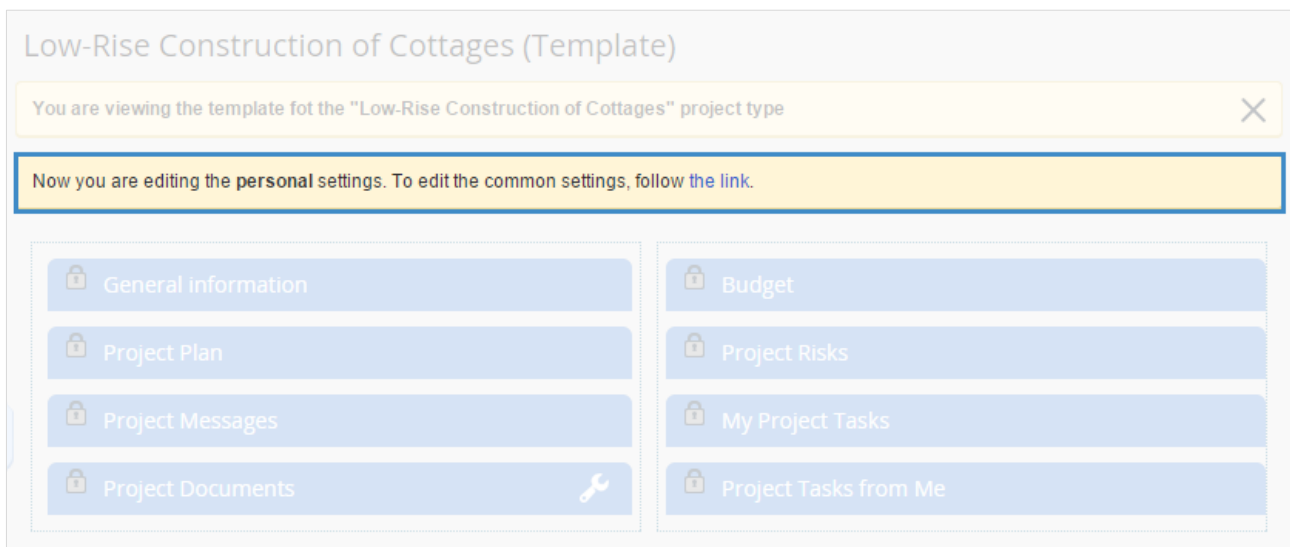 Low-Rise Construction of Cottages (Template)
You are viewing the template fot the "Low-Rise Construction of Cottages" project type
Now you are editing the personal settings. To edit the common settings, follow the link.
General information
Project Plan
Project Messages
Project Documents
Budget
Project Risks
My Project Tasks
Project Tasks from Me